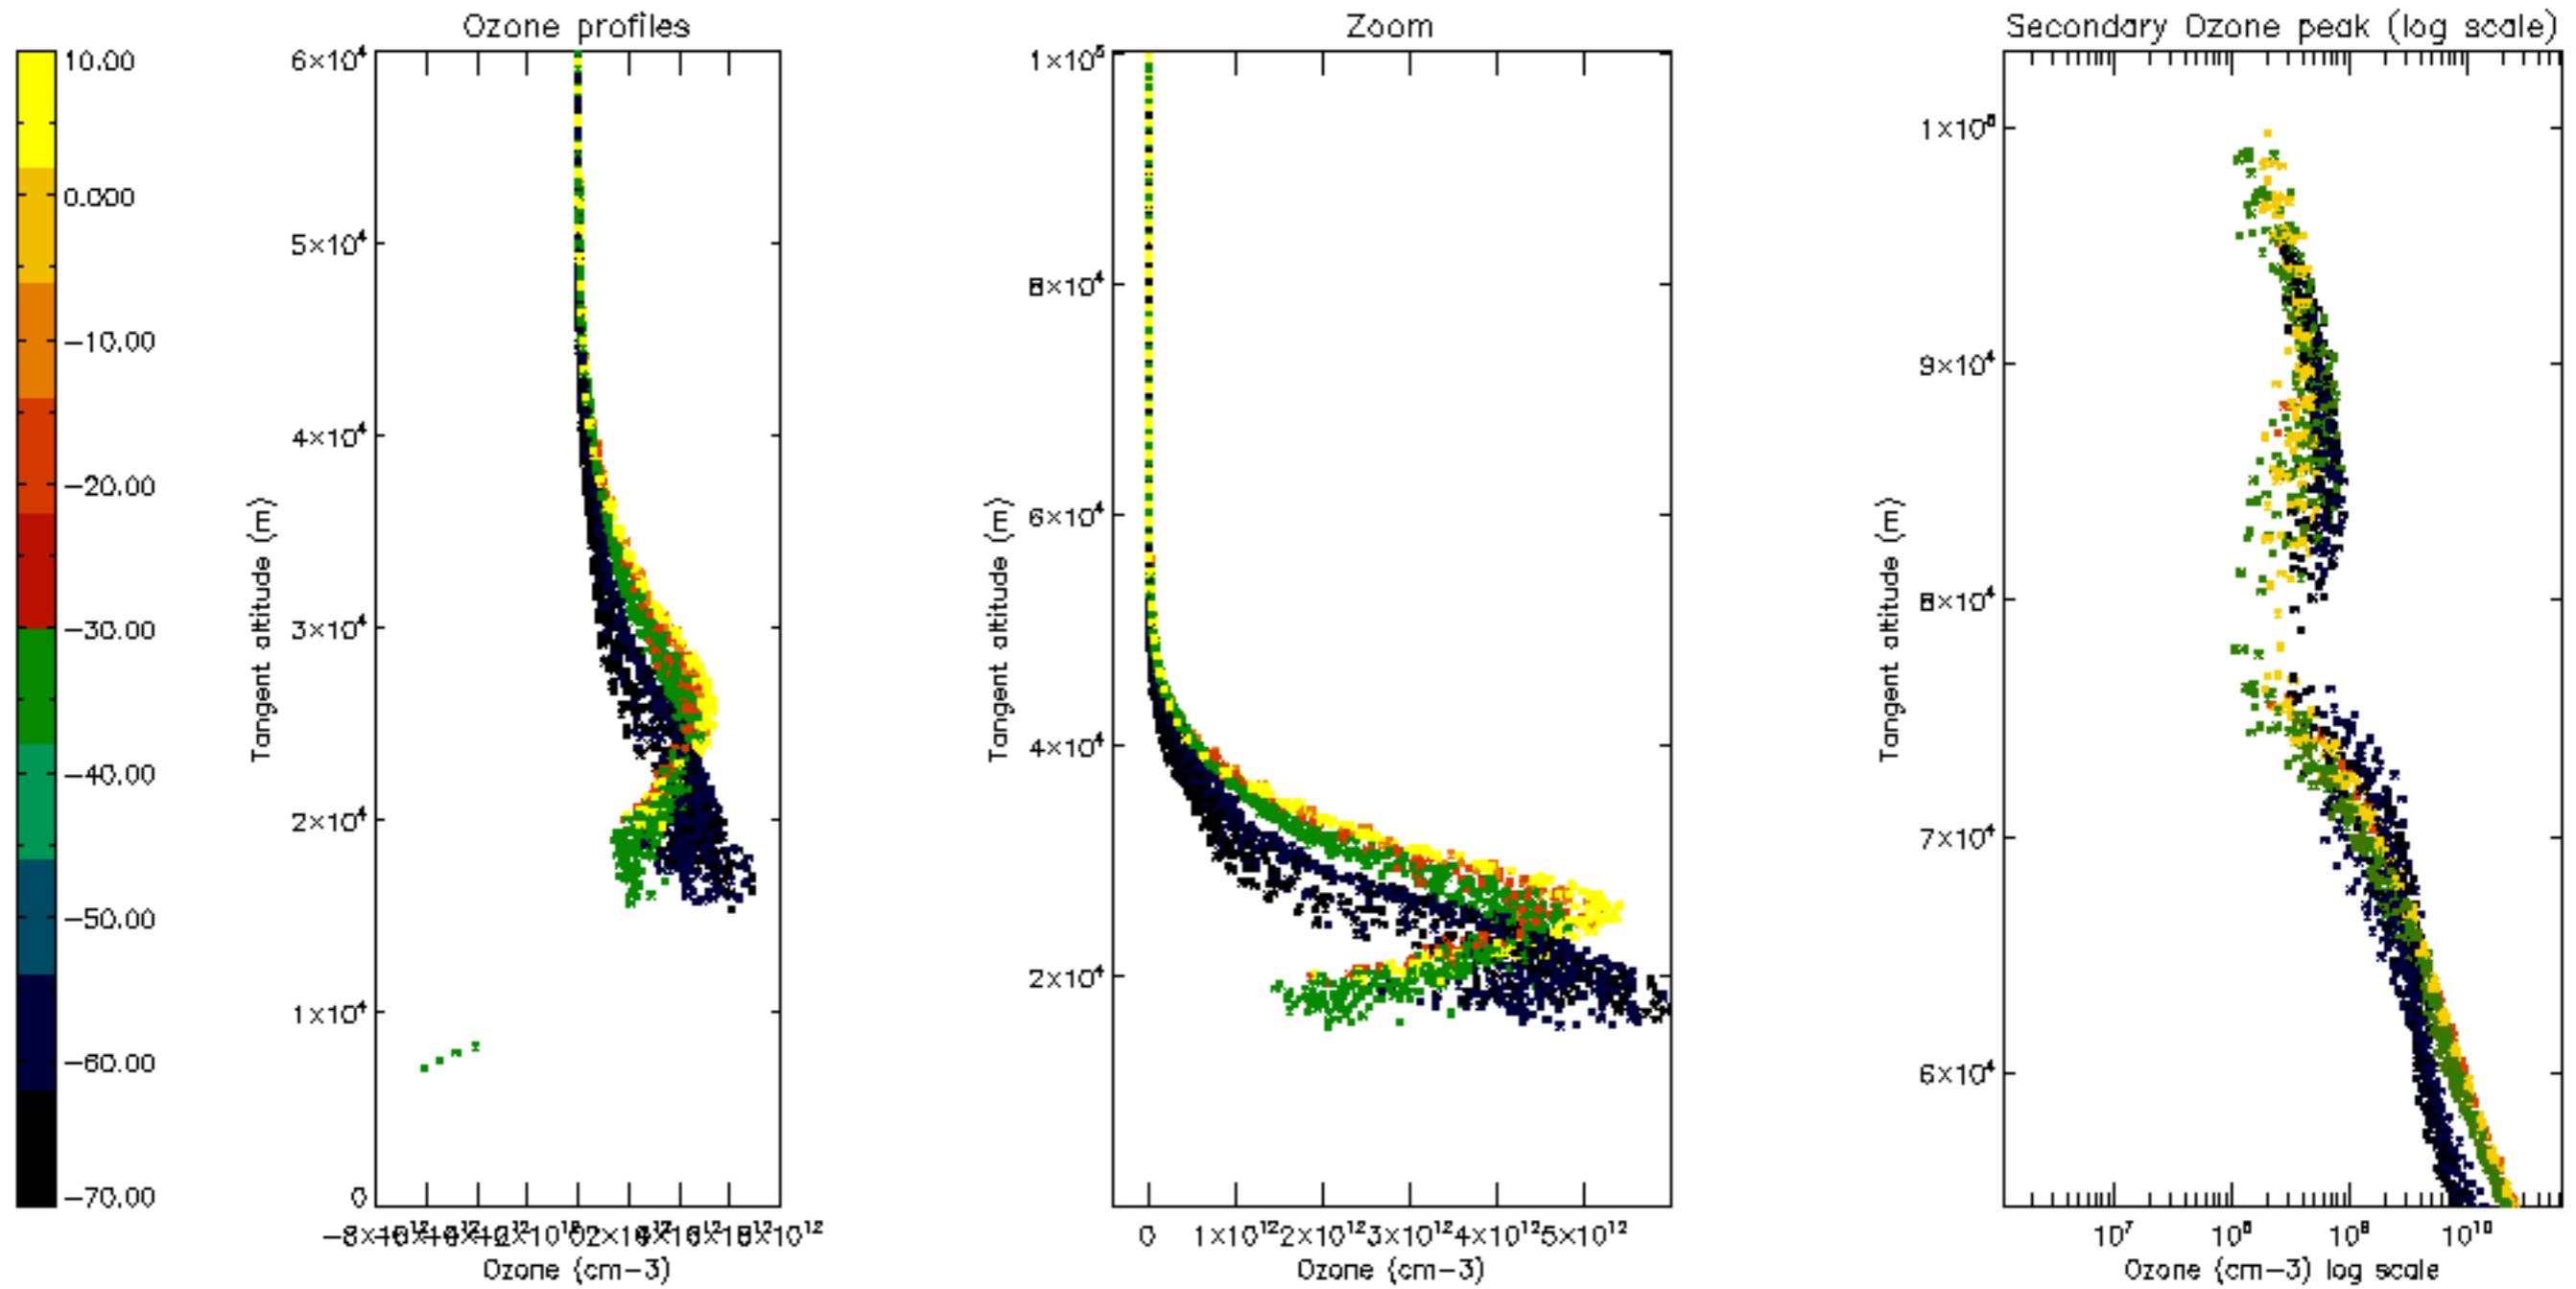 Ozone profiles
Zoom
Secondary Ozone peak (log scale)
10.00
0.00
−10.00
−20.00
−30.00
−40.00
−50.00
−60.00
−70.00
6×10⁴
5×10⁴
4×10⁴
3×10⁴
2×10⁴
1×10⁴
0
Tangent altitude (m)
8×10¹²
Ozone (cm−3)
1×10⁵
8×10⁴
6×10⁴
4×10⁴
2×10⁴
Tangent altitude (m)
0 1×10¹² 2×10¹² 3×10¹² 4×10¹² 5×10¹²
Ozone (cm−3)
1×10⁵
9×10⁴
8×10⁴
7×10⁴
6×10⁴
Tangent altitude (m)
10⁷ 10⁸ 10⁹ 10¹⁰
Ozone (cm−3) log scale